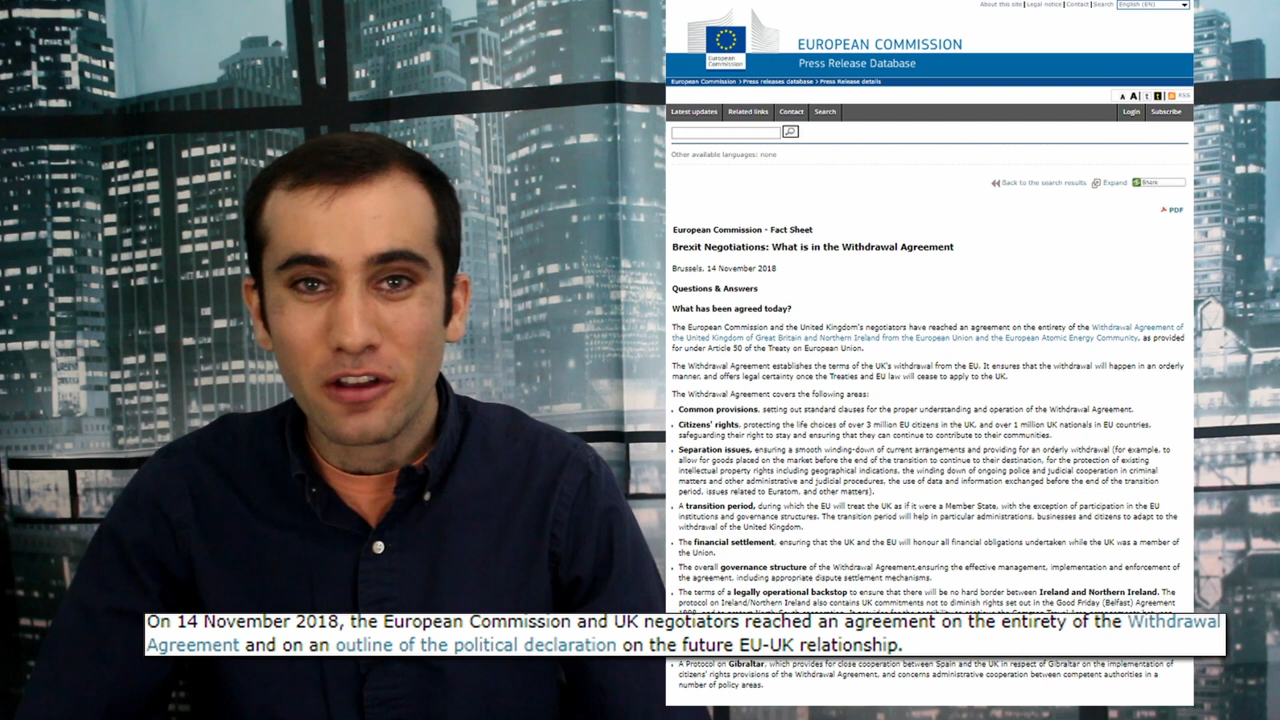 About this site | Legal notice | Contact | Search English (EN)
European
Commission
EUROPEAN COMMISSION
Press Release Database
European Commission > Press releases database > Press Release details
A A t t RSS
Latest updates Related links Contact Search Login Subscribe
Other available languages: none
Back to the search results Expand Share
PDF
European Commission - Fact Sheet
Brexit Negotiations: What is in the Withdrawal Agreement
Brussels, 14 November 2018
Questions & Answers
What has been agreed today?
The European Commission and the United Kingdom's negotiators have reached an agreement on the entirety of the Withdrawal Agreement of
the United Kingdom of Great Britain and Northern Ireland from the European Union and the European Atomic Energy Community, as provided
for under Article 50 of the Treaty on European Union.
The Withdrawal Agreement establishes the terms of the UK's withdrawal from the EU. It ensures that the withdrawal will happen in an orderly
manner, and offers legal certainty once the Treaties and EU law will cease to apply to the UK.
The Withdrawal Agreement covers the following areas:
Common provisions, setting out standard clauses for the proper understanding and operation of the Withdrawal Agreement.
Citizens' rights, protecting the life choices of over 3 million EU citizens in the UK, and over 1 million UK nationals in EU countries,
safeguarding their right to stay and ensuring that they can continue to contribute to their communities.
Separation issues, ensuring a smooth winding-down of current arrangements and providing for an orderly withdrawal (for example, to
allow for goods placed on the market before the end of the transition to continue to their destination, for the protection of existing
intellectual property rights including geographical indications, the winding down of ongoing police and judicial cooperation in criminal
matters and other administrative and judicial procedures, the use of data and information exchanged before the end of the transition
period, issues related to Euratom, and other matters).
A transition period, during which the EU will treat the UK as if it were a Member State, with the exception of participation in the EU
institutions and governance structures. The transition period will help in particular administrations, businesses and citizens to adapt to the
withdrawal of the United Kingdom.
The financial settlement, ensuring that the UK and the EU will honour all financial obligations undertaken while the UK was a member of
the Union.
The overall governance structure of the Withdrawal Agreement,ensuring the effective management, implementation and enforcement of
the agreement, including appropriate dispute settlement mechanisms.
The terms of a legally operational backstop to ensure that there will be no hard border between Ireland and Northern Ireland. The
protocol on Ireland/Northern Ireland also contains UK commitments not to diminish rights set out in the Good Friday (Belfast) Agreement
On 14 November 2018, the European Commission and UK negotiators reached an agreement on the entirety of the Withdrawal
Agreement and on an outline of the political declaration on the future EU-UK relationship.
A Protocol on Gibraltar, which provides for close cooperation between Spain and the UK in respect of Gibraltar on the implementation of
citizens' rights provisions of the Withdrawal Agreement, and concerns administrative cooperation between competent authorities in a
number of policy areas.